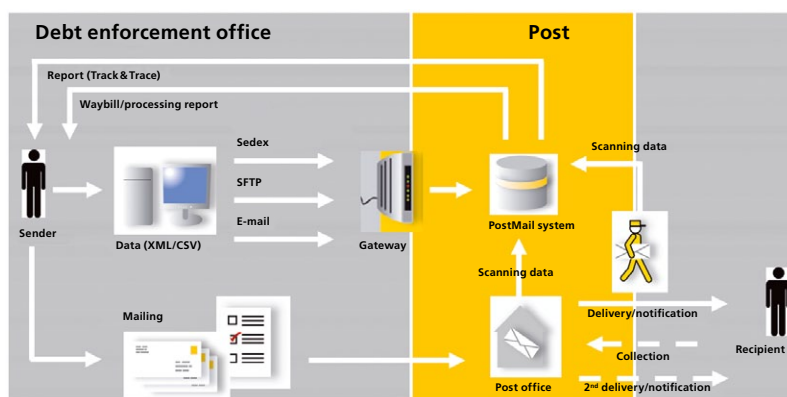 Debt enforcement office
Post
Report (Track & Trace)
Waybill/processing report
Sedex
Scanning data
SFTP
E-mail
Sender
Data (XML/CSV)
Gateway
PostMail system
Scanning data
Mailing
Delivery/notification
Recipient
Collection
Post office
2nd delivery/notification